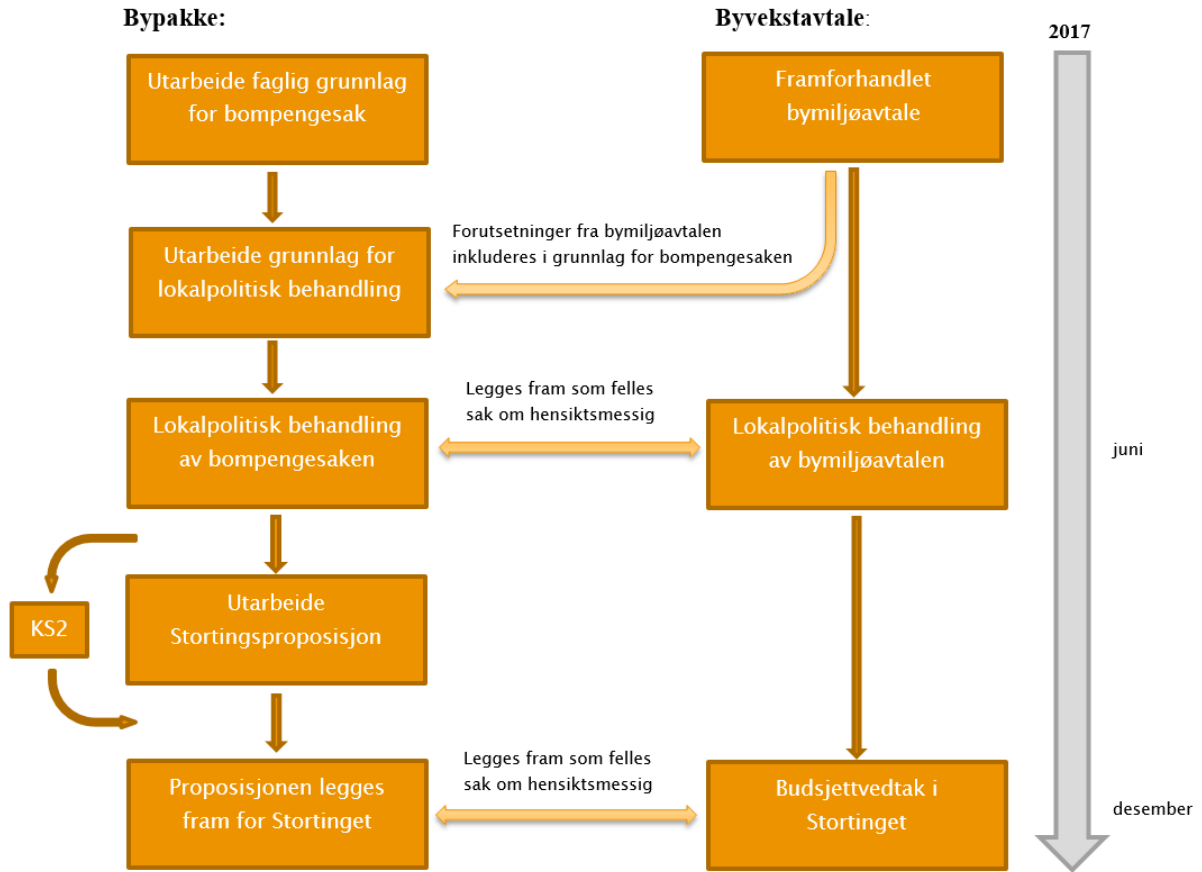 Bypakke:
Byvekstavtale:
2017
Utarbeide faglig grunnlag
for bompengesak
Framforhandlet
bymiljøavtale
Forutsetninger fra bymiljøavtalen
inkluderes i grunnlag for bompengesaken
Utarbeide grunnlag for
lokalpolitisk behandling
Legges fram som felles
sak om hensiktsmessig
Lokalpolitisk behandling
av bompengesaken
Lokalpolitisk behandling
av bymiljøavtalen
juni
KS2
Utarbeide
Stortingsproposisjon
Legges fram som felles
sak om hensiktsmessig
Proposisjonen legges
fram for Stortinget
Budsjettvedtak i
Stortinget
desember